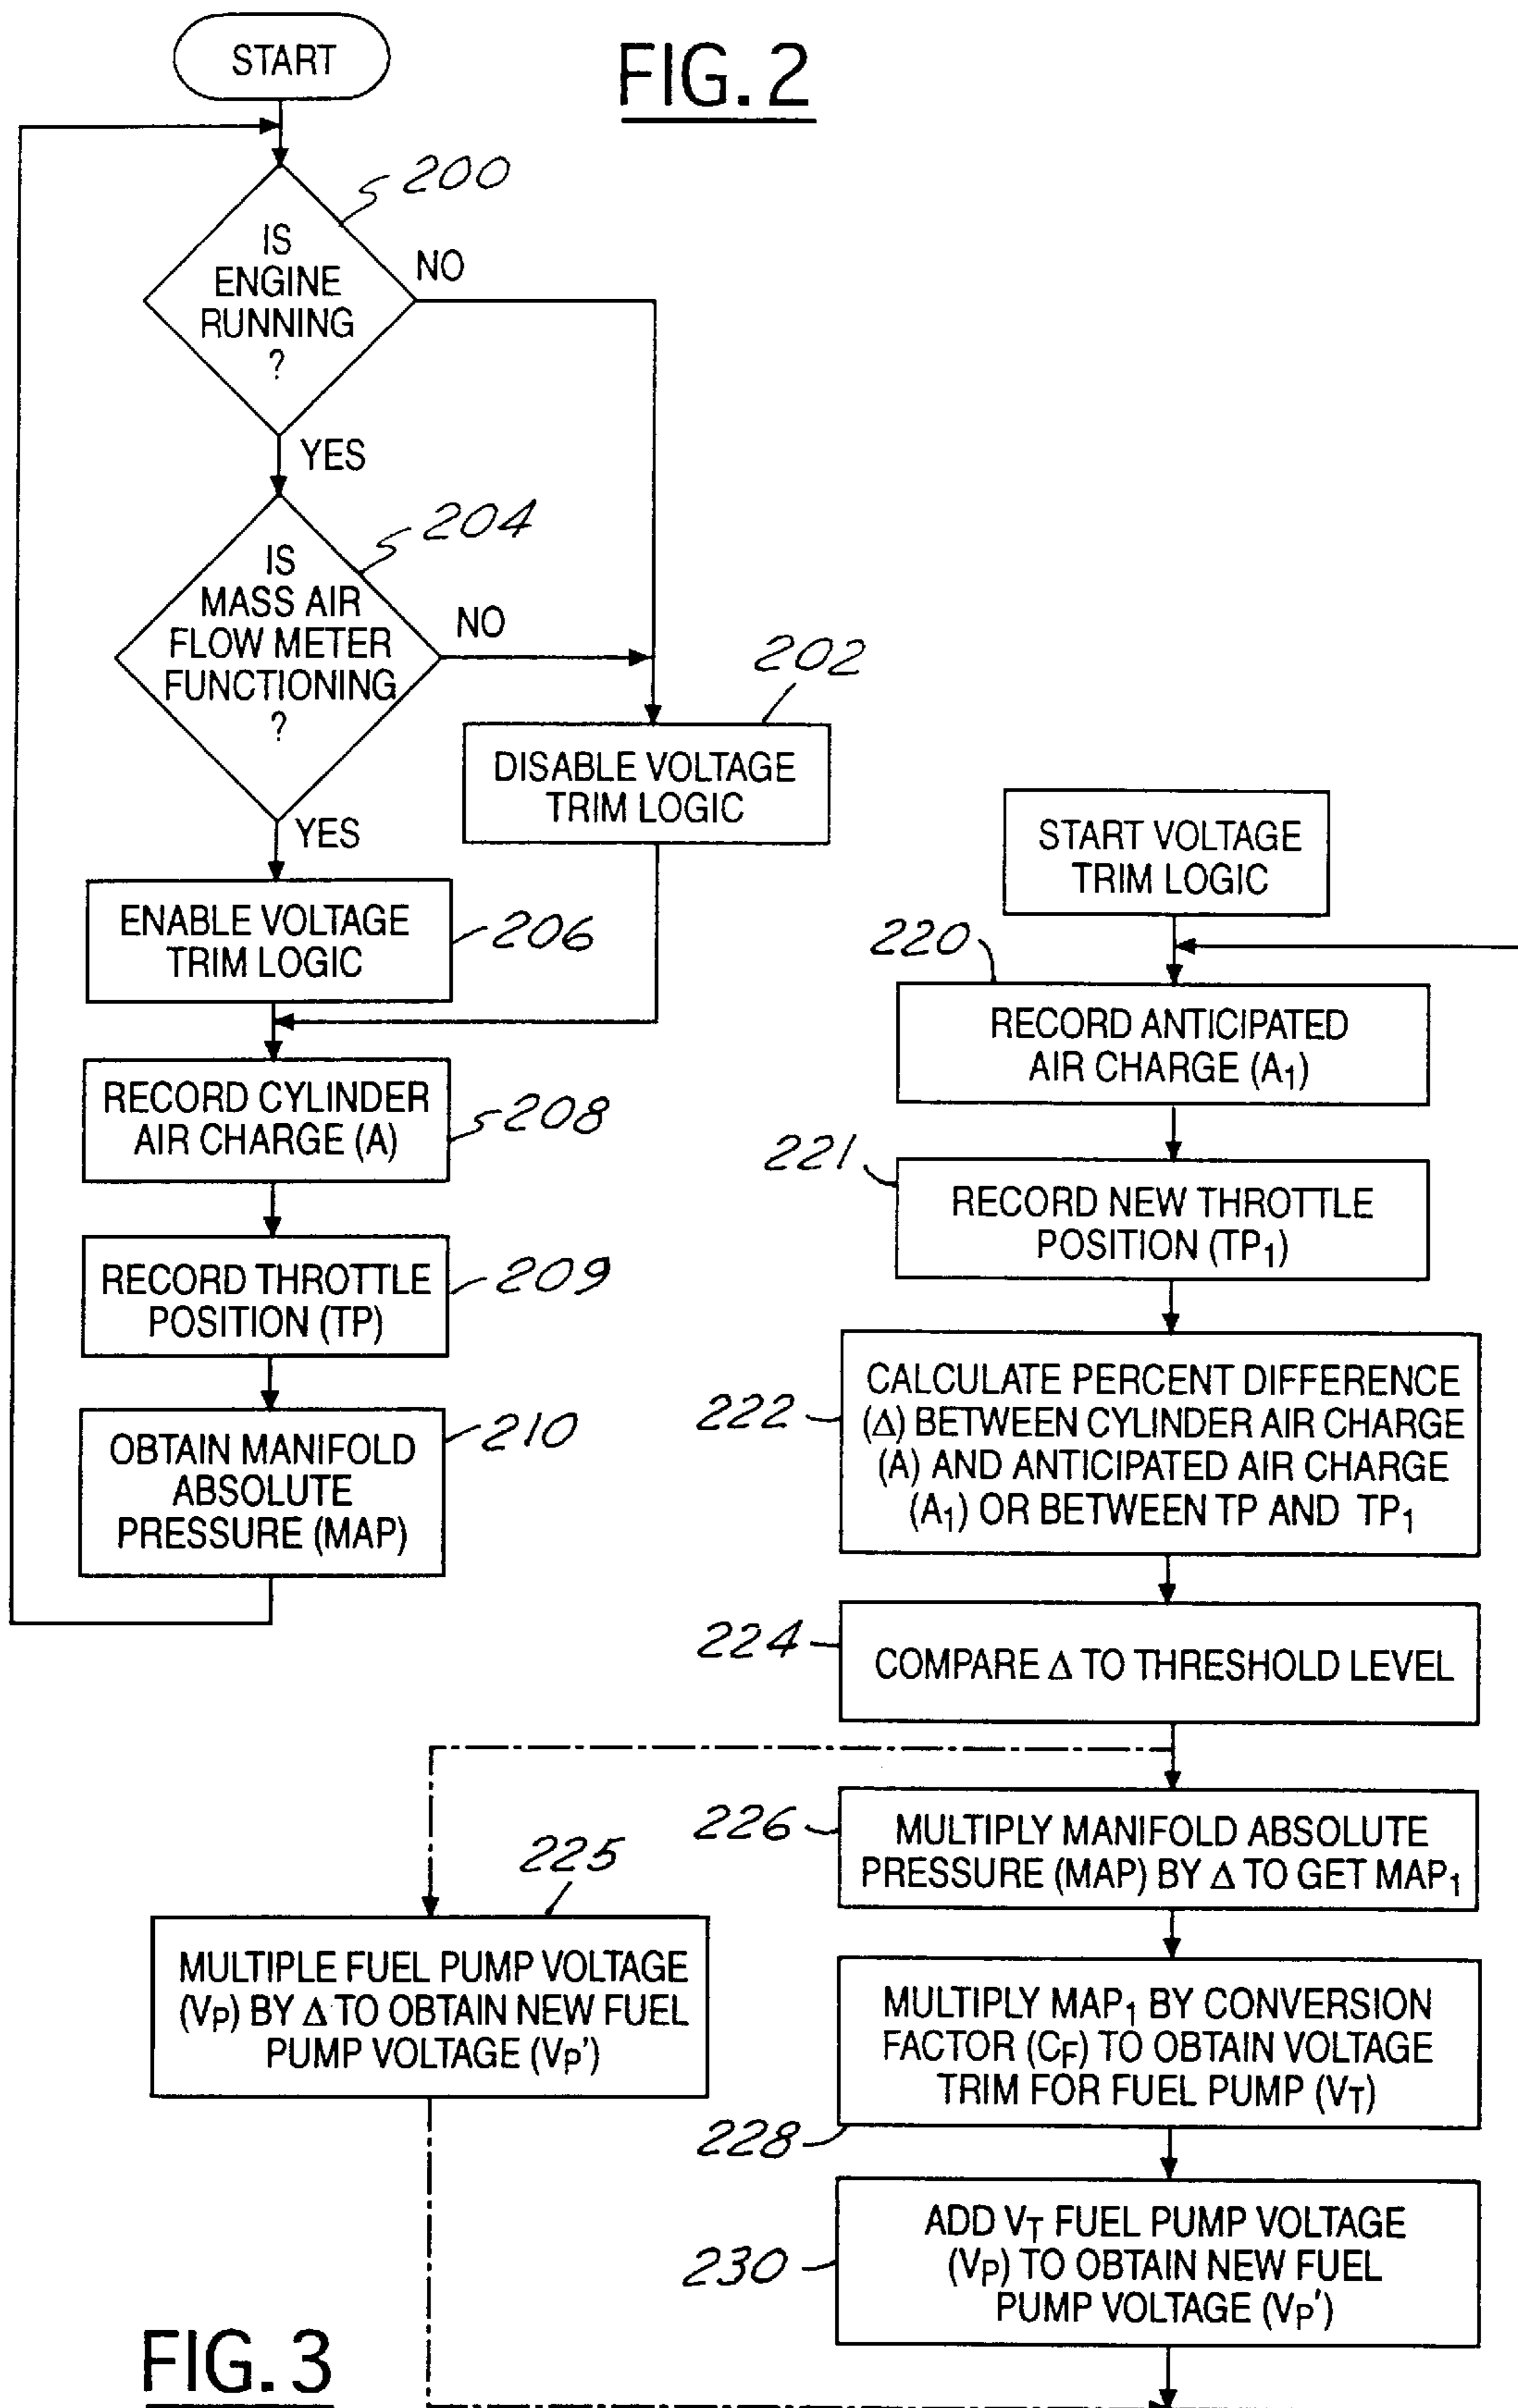 FIG. 2
START
200
IS
ENGINE
RUNNING
?
NO
YES
204
IS
MASS AIR
FLOW METER
FUNCTIONING
?
NO
YES
202
DISABLE VOLTAGE
TRIM LOGIC
ENABLE VOLTAGE
TRIM LOGIC
206
RECORD CYLINDER
AIR CHARGE (A)
208
RECORD THROTTLE
POSITION (TP)
209
OBTAIN MANIFOLD
ABSOLUTE
PRESSURE (MAP)
210
START VOLTAGE
TRIM LOGIC
220
RECORD ANTICIPATED
AIR CHARGE (A₁)
221
RECORD NEW THROTTLE
POSITION (TP₁)
222
CALCULATE PERCENT DIFFERENCE
(Δ) BETWEEN CYLINDER AIR CHARGE
(A) AND ANTICIPATED AIR CHARGE
(A₁) OR BETWEEN TP AND TP₁
224
COMPARE Δ TO THRESHOLD LEVEL
225
MULTIPLE FUEL PUMP VOLTAGE
(VP) BY Δ TO OBTAIN NEW FUEL
PUMP VOLTAGE (VP')
226
MULTIPLY MANIFOLD ABSOLUTE
PRESSURE (MAP) BY Δ TO GET MAP₁
MULTIPLY MAP₁ BY CONVERSION
FACTOR (CF) TO OBTAIN VOLTAGE
TRIM FOR FUEL PUMP (VT)
228
ADD VT FUEL PUMP VOLTAGE
(VP) TO OBTAIN NEW FUEL
PUMP VOLTAGE (VP')
230
FIG. 3